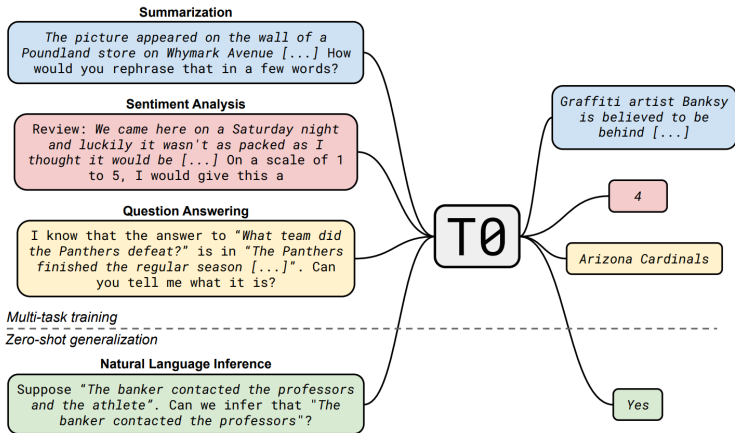 Summarization
The picture appeared on the wall of a
Poundland store on Whymark Avenue [...] How
would you rephrase that in a few words?
Sentiment Analysis
Review: We came here on a Saturday night
and luckily it wasn't as packed as I
thought it would be [...] On a scale of 1
to 5, I would give this a
Question Answering
I know that the answer to “What team did
the Panthers defeat?” is in “The Panthers
finished the regular season [...]”. Can
you tell me what it is?
Multi-task training
Zero-shot generalization
Natural Language Inference
Suppose “The banker contacted the professors
and the athlete”. Can we infer that "The
banker contacted the professors"?
T0
Graffiti artist Banksy
is believed to be
behind [...]
4
Arizona Cardinals
Yes